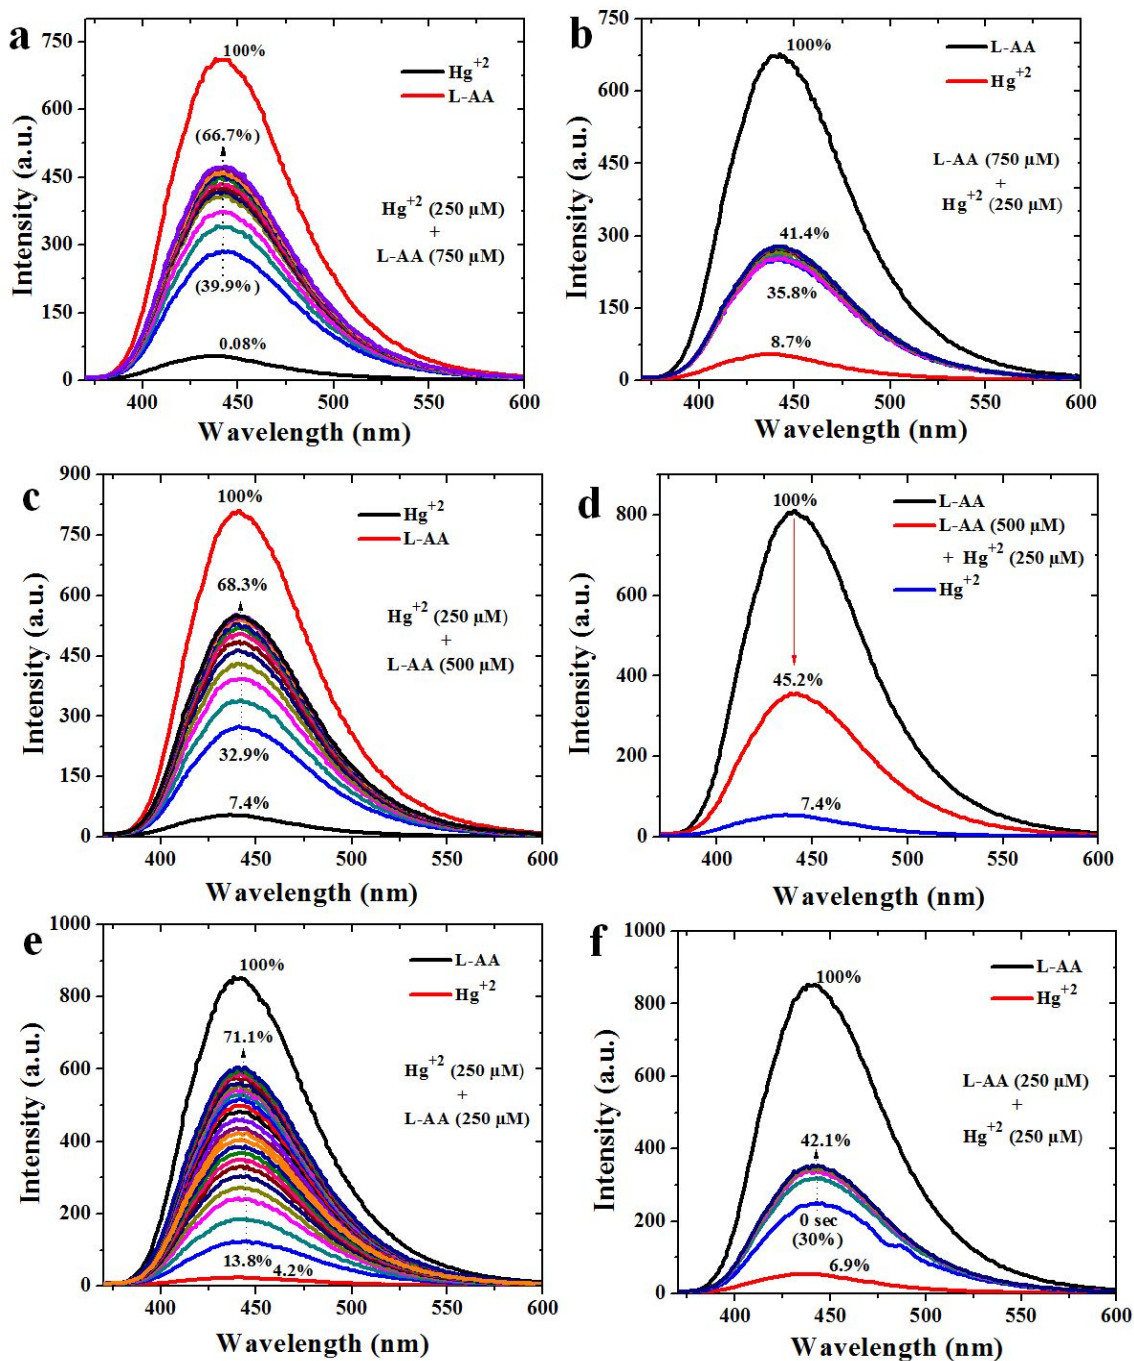 a
750
600
450
300
150
0
Intensity (a.u.)
400 450 500 550 600
Wavelength (nm)
100%
(66.7%)
(39.9%)
0.08%
Hg+2
L-AA
Hg+2 (250 µM)
+
L-AA (750 µM)
b
750
600
450
300
150
0
Intensity (a.u.)
400 450 500 550 600
Wavelength (nm)
100%
41.4%
35.8%
8.7%
L-AA
Hg+2
L-AA (750 µM)
+
Hg+2 (250 µM)
c
900
750
600
450
300
150
0
Intensity (a.u.)
400 450 500 550 600
Wavelength (nm)
100%
68.3%
32.9%
7.4%
Hg+2
L-AA
Hg+2 (250 µM)
+
L-AA (500 µM)
d
800
600
400
200
0
Intensity (a.u.)
400 450 500 550 600
Wavelength (nm)
100%
45.2%
7.4%
L-AA
L-AA (500 µM)
+ Hg+2 (250 µM)
Hg+2
e
1000
800
600
400
200
0
Intensity (a.u.)
400 450 500 550 600
Wavelength (nm)
100%
71.1%
13.8%
4.2%
L-AA
Hg+2
Hg+2 (250 µM)
+
L-AA (250 µM)
f
1000
800
600
400
200
0
Intensity (a.u.)
400 450 500 550 600
Wavelength (nm)
100%
42.1%
0 sec
(30%)
6.9%
L-AA
Hg+2
L-AA (250 µM)
+
Hg+2 (250 µM)